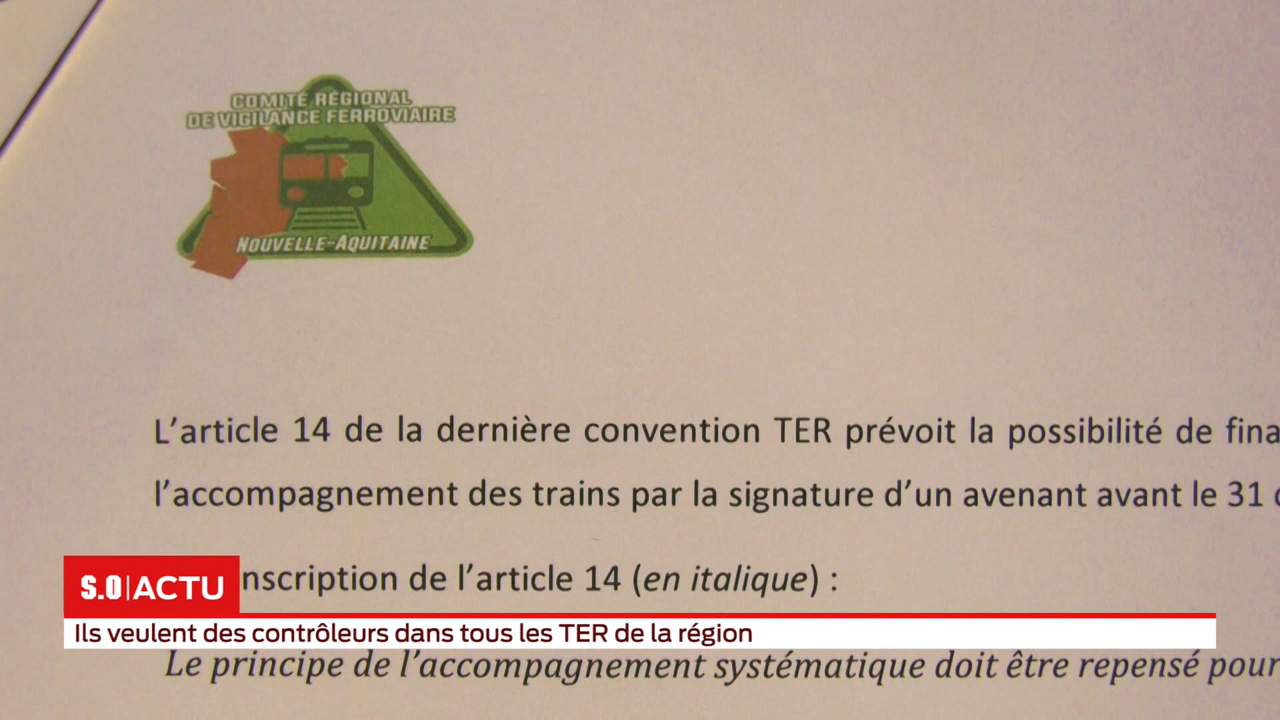 COMITÉ RÉGIONAL
DE VIGILANCE FERROVIAIRE
NOUVELLE-AQUITAINE
L'article 14 de la dernière convention TER prévoit la possibilité de fina
l'accompagnement des trains par la signature d'un avenant avant le 31
nscription de l'article 14 (en italique) :
S.O|ACTU
Ils veulent des contrôleurs dans tous les TER de la région
Le principe de l'accompagnement systématique doit être repensé pour